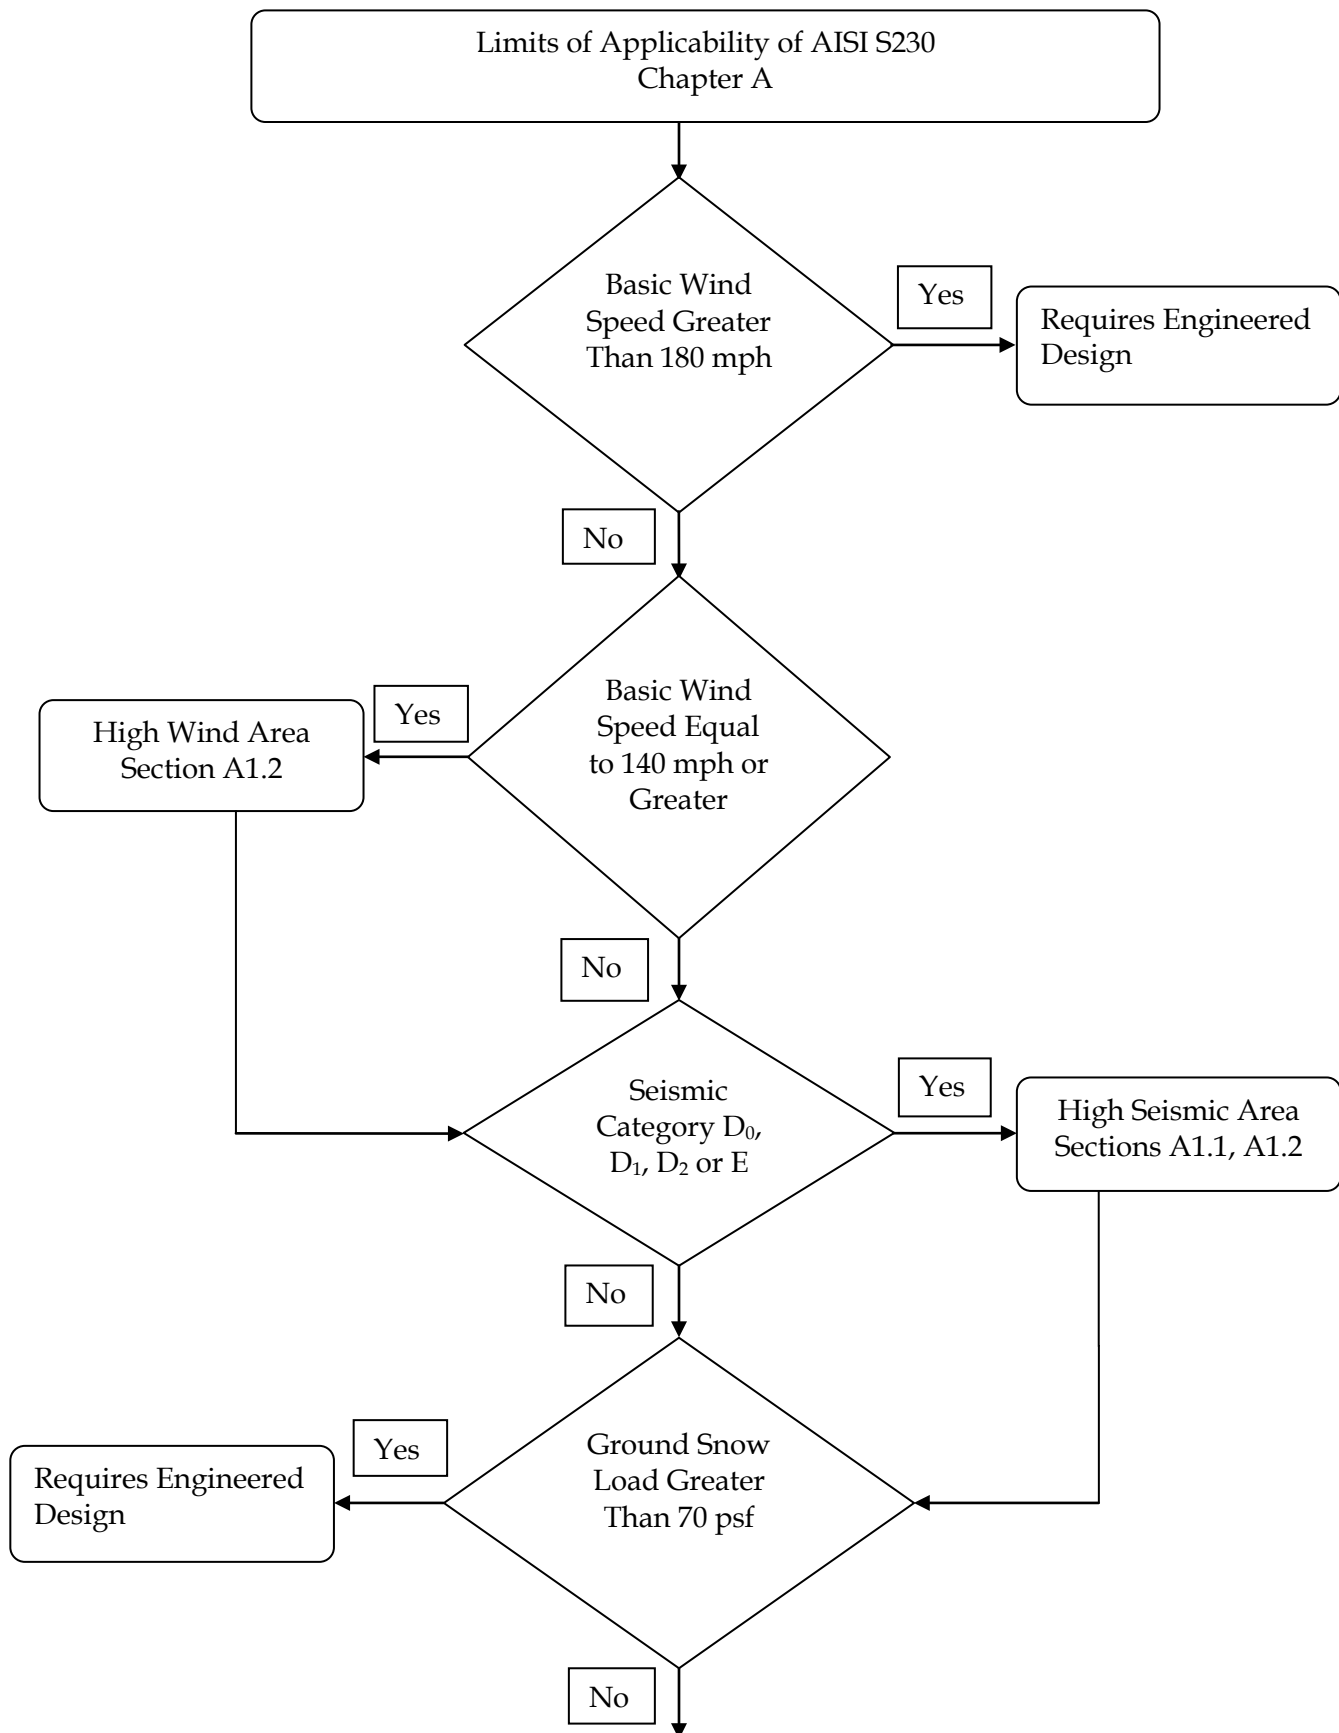 Limits of Applicability of AISI S230
Chapter A
Basic Wind
Speed Greater
Than 180 mph
Yes
Requires Engineered
Design
No
Basic Wind
Speed Equal
to 140 mph or
Greater
Yes
High Wind Area
Section A1.2
No
Seismic
Category D₀,
D₁, D₂ or E
Yes
High Seismic Area
Sections A1.1, A1.2
No
Ground Snow
Load Greater
Than 70 psf
Yes
Requires Engineered
Design
No